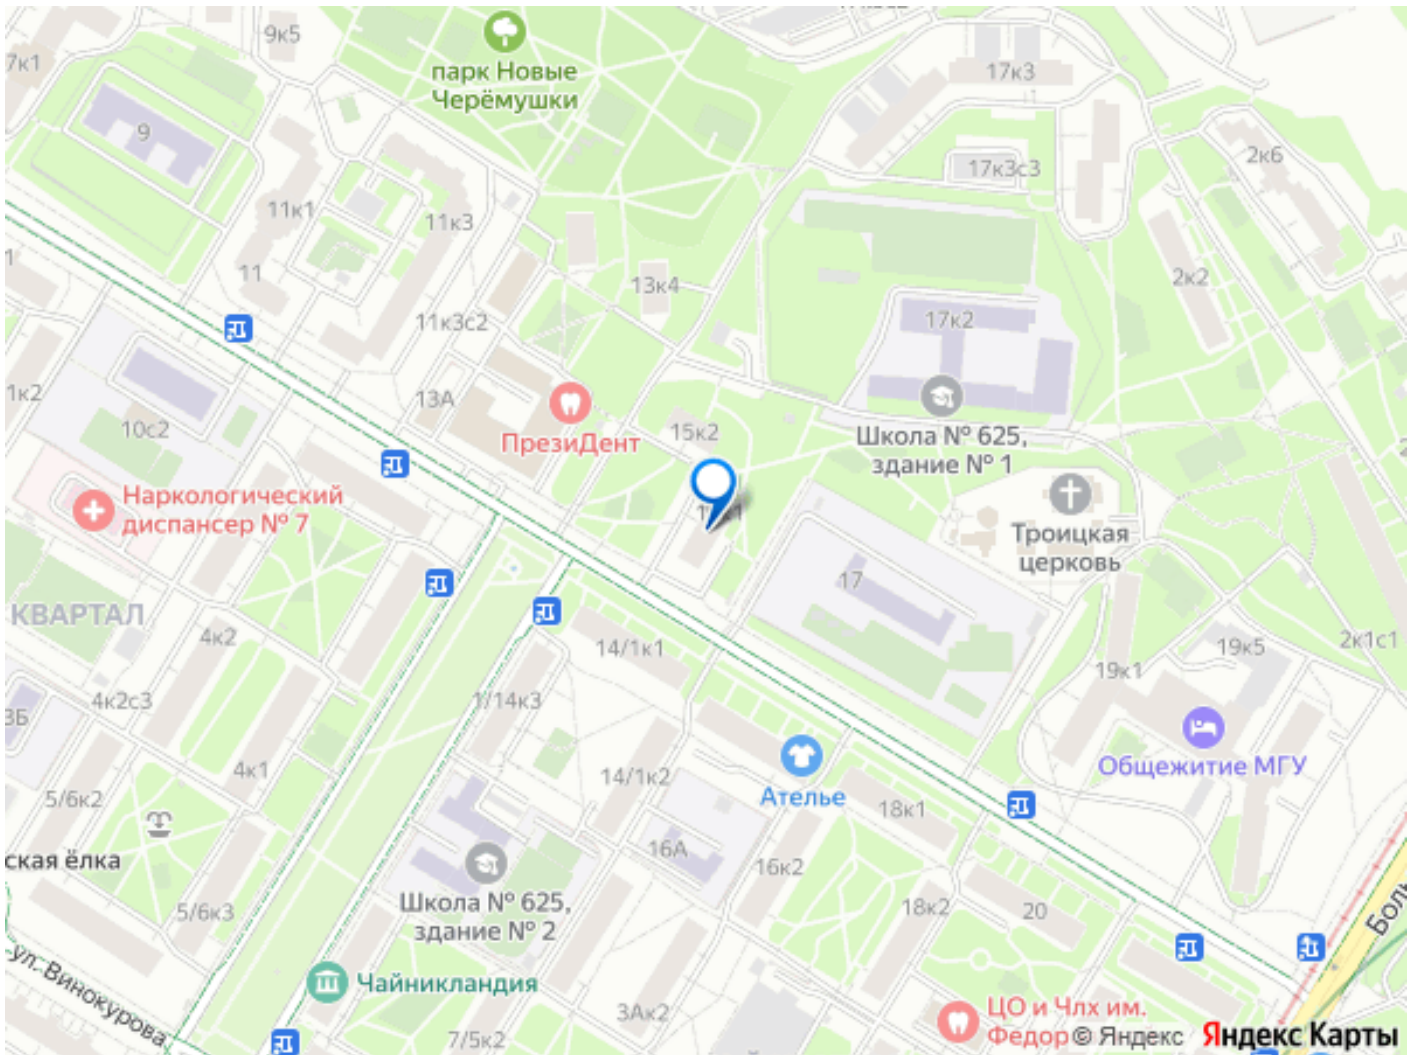 9к5
7к1
парк Новые
Черёмушки
17к3
9
2к6
17к3с3
11к1
11к3
11
2к2
13к4
11к3с2
17к2
1к2
13А
10с2
ПрезиДент
15к2
Школа № 625,
здание № 1
Наркологический
диспансер № 7
Троицкая
церковь
17
КВАРТАЛ
4к2
14/1к1
19к5
2к1с1
19к1
4к2с3
3Б
1/14к3
Общежитие МГУ
4к1
14/1к2
5/6к2
Ателье
18к1
ская ёлка
16А
16к2
5/6к3
Школа № 625,
здание № 2
18к2
20
Боль
ул. Винокурова
Чайникландия
3Ак2
7/5к2
ЦО и Члх им.
Федор
© Яндекс Яндекс Карты